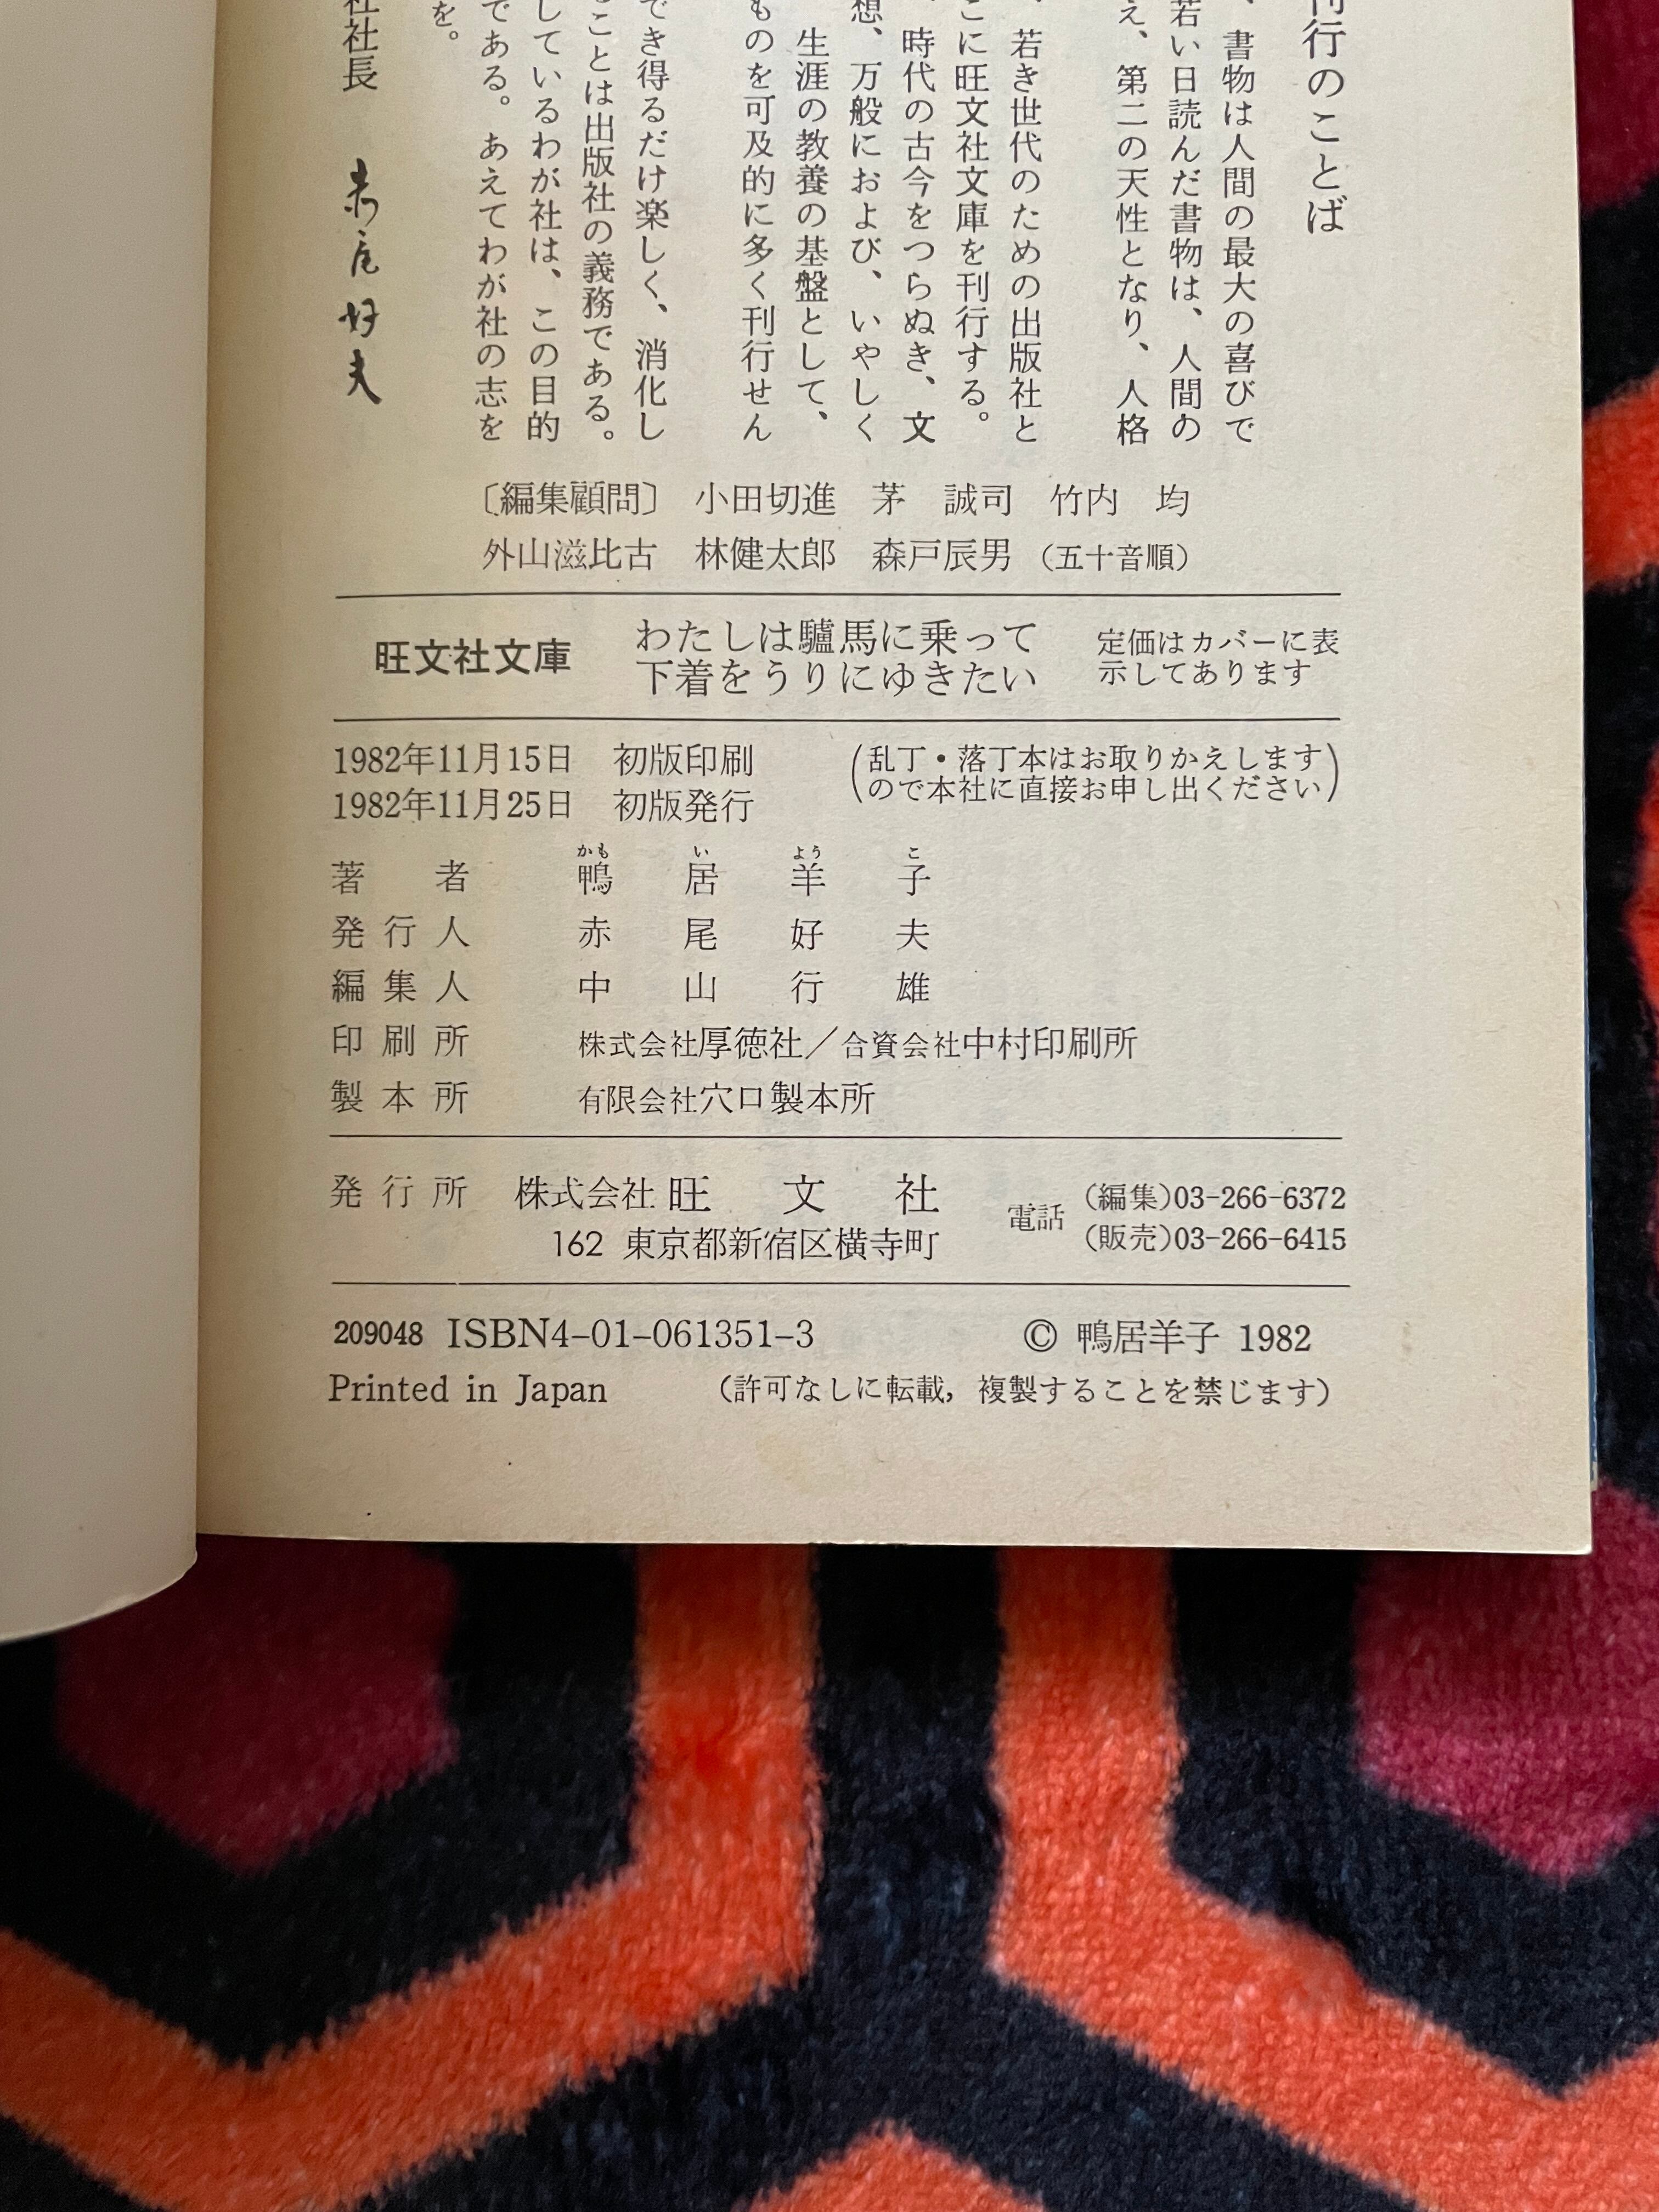 刊行のことば
、書物は人間の最大の喜びで
若い日読んだ書物は、人間の
え、第二の天性となり、人格
、若き世代のための出版社と
こに旺文社文庫を刊行する。
、時代の古今をつらぬき、文
想、万般におよび、いやしく
生涯の教養の基盤として、
ものを可及的に多く刊行せん
でき得るだけ楽しく、消化し
ことは出版社の義務である。
しているわが社は、この目的
である。あえてわが社の志を
を。
社社長 赤尾好夫
〔編集顧問〕 小田切進 茅 誠司 竹内 均
外山滋比古 林健太郎 森戸辰男 (五十音順)
旺文社文庫
わたしは驢馬に乗って
下着をうりにゆきたい
定価はカバーに表
示してあります
1982年11月15日 初版印刷
1982年11月25日 初版発行
(乱丁・落丁本はお取りかえします
ので本社に直接お申し出ください)
かも い よう こ
著者 鴨居羊子
発行人 赤尾好夫
編集人 中山行雄
印刷所 株式会社厚徳社/合資会社中村印刷所
製本所 有限会社穴口製本所
発行所 株式会社 旺文社
162 東京都新宿区横寺町
電話 (編集)03-266-6372
(販売)03-266-6415
209048 ISBN4-01-061351-3
© 鴨居羊子 1982
Printed in Japan (許可なしに転載, 複製することを禁じます)